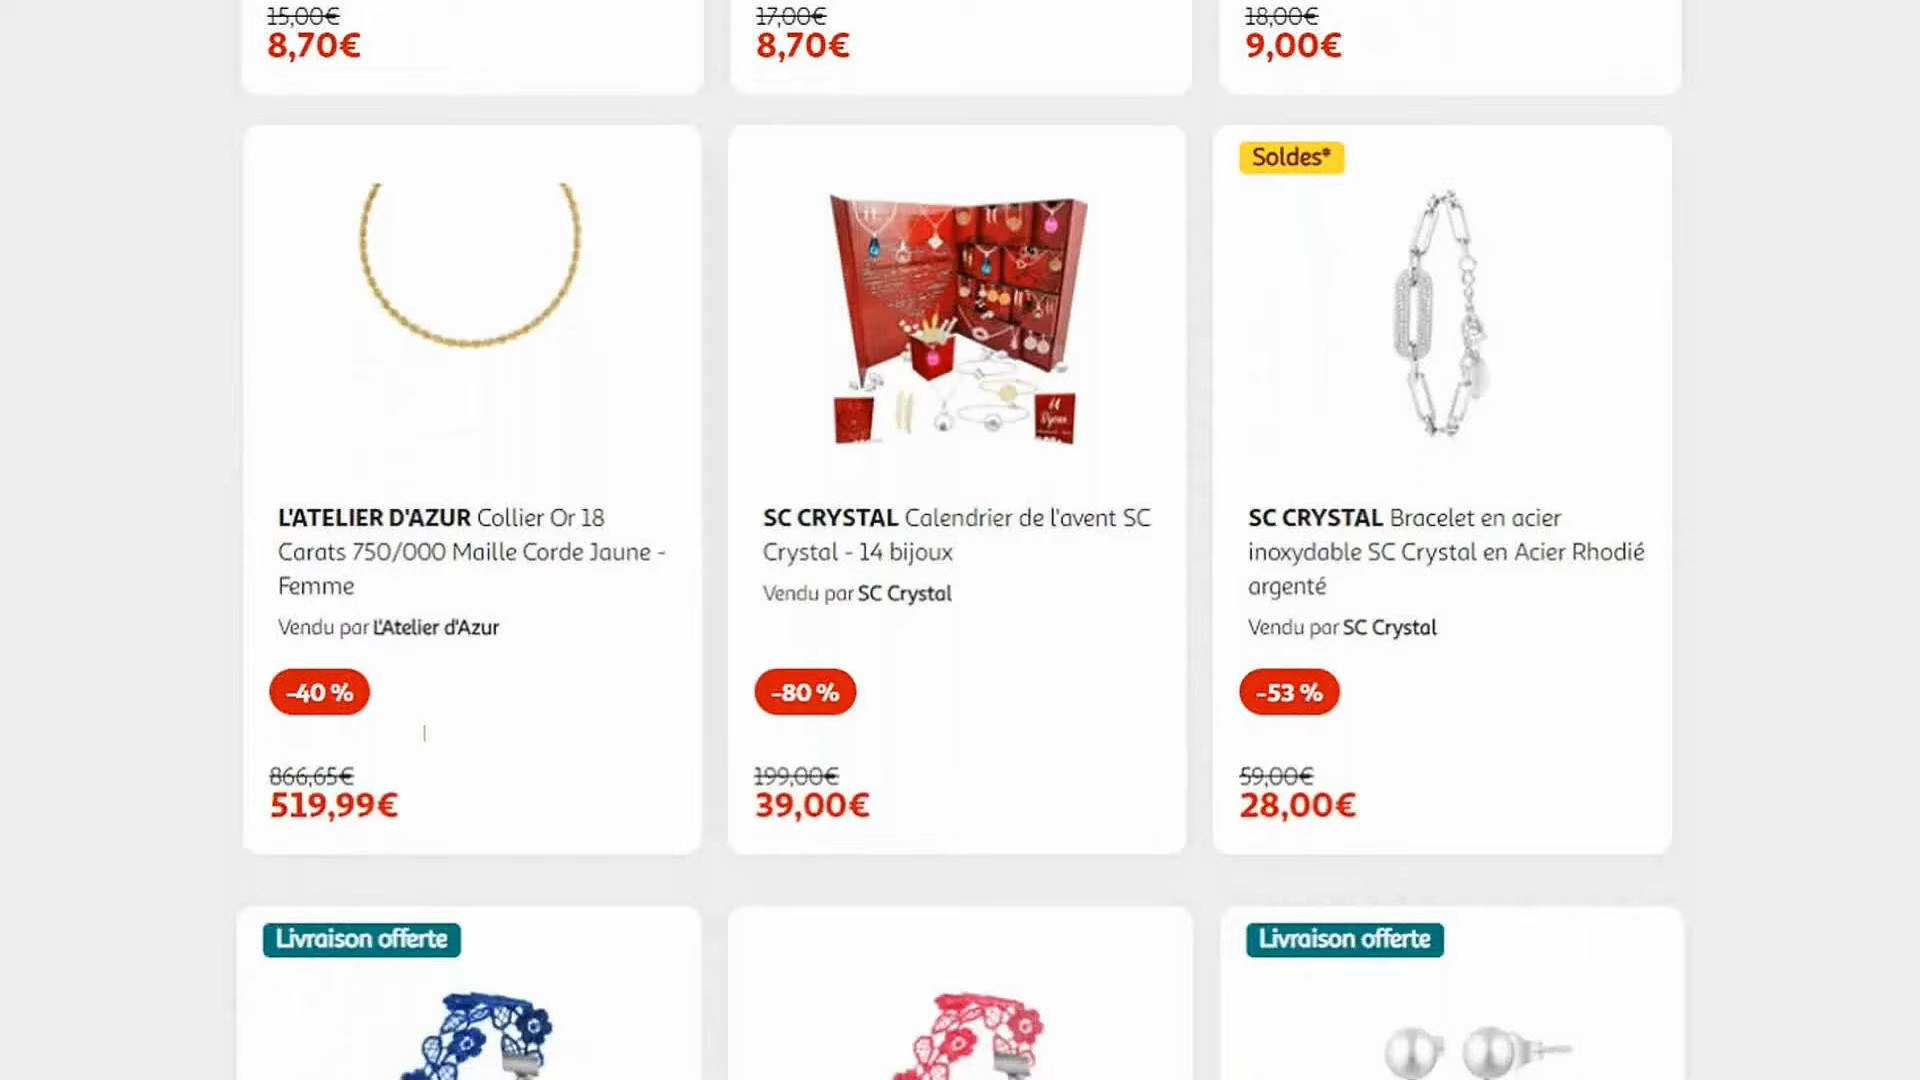 15,00€
8,70€
17,00€
8,70€
18,00€
9,00€
L'ATELIER D'AZUR Collier Or 18
Carats 750/000 Maille Corde Jaune -
Femme
Vendu par L'Atelier d'Azur
-40 %
866,65€
519,99€
SC CRYSTAL Calendrier de l'avent SC
Crystal - 14 bijoux
Vendu par SC Crystal
-80 %
199,00€
39,00€
Soldes*
SC CRYSTAL Bracelet en acier
inoxydable SC Crystal en Acier Rhodié
argenté
Vendu par SC Crystal
-53 %
59,00€
28,00€
Livraison offerte
Livraison offerte